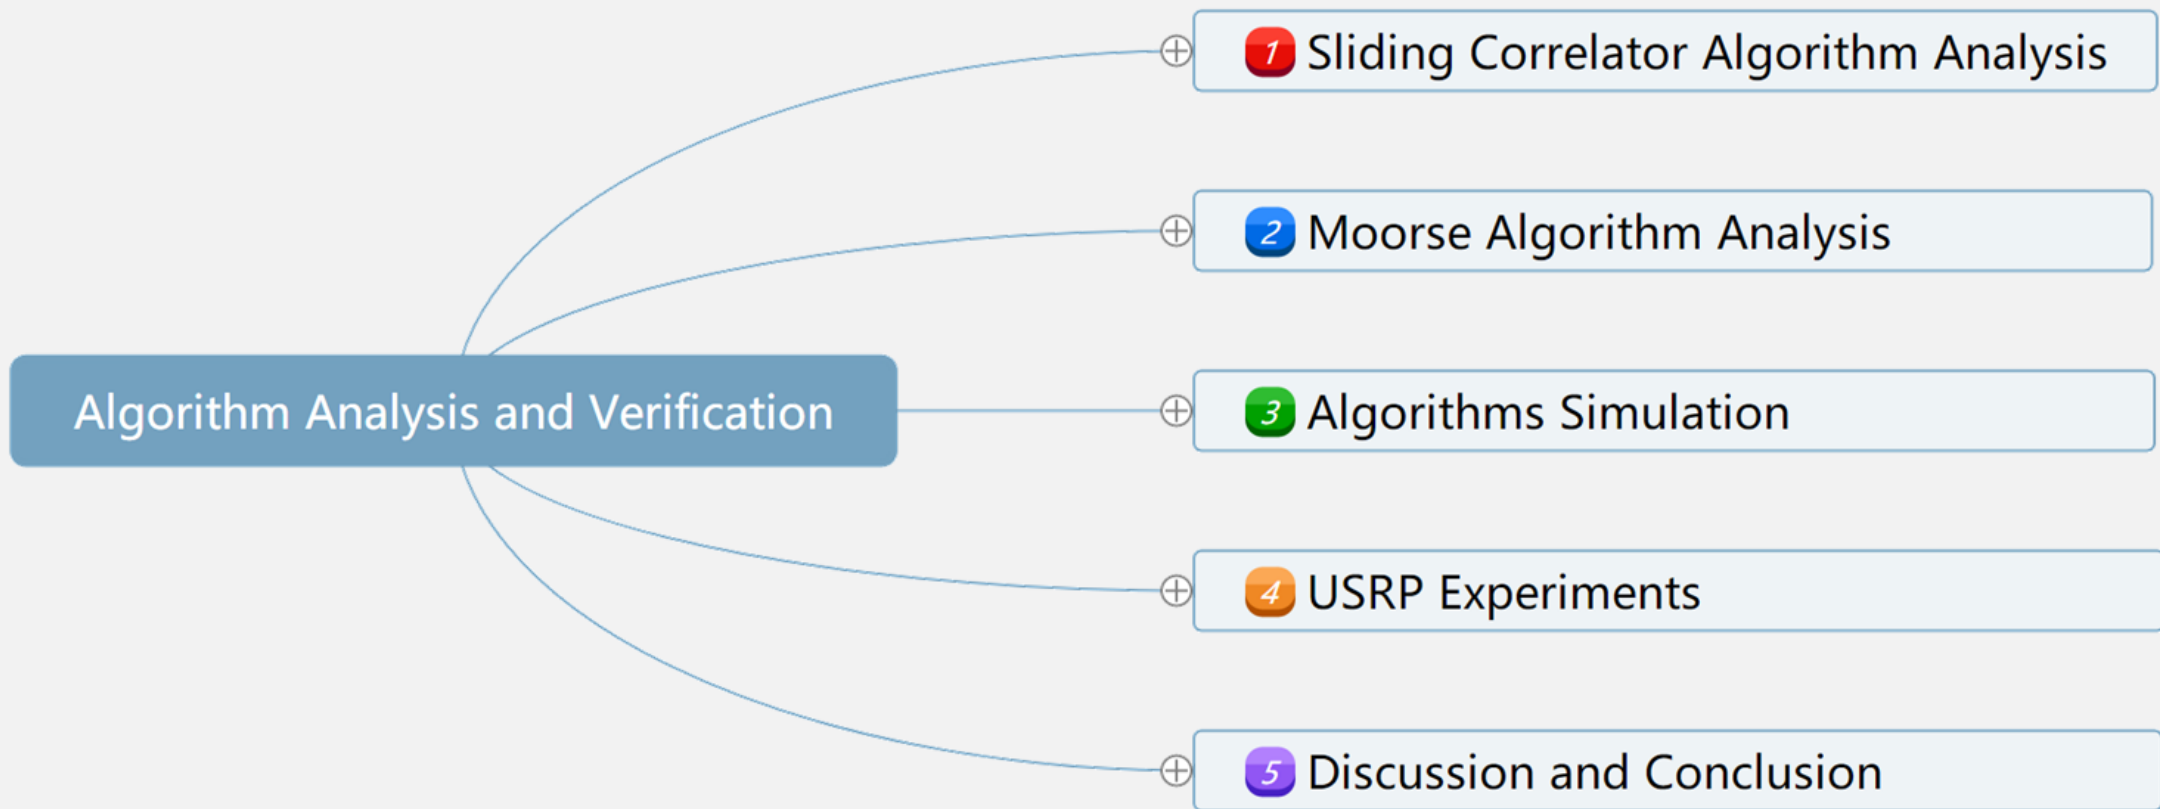 1 Sliding Correlator Algorithm Analysis
2 Moorse Algorithm Analysis
Algorithm Analysis and Verification
3 Algorithms Simulation
4 USRP Experiments
5 Discussion and Conclusion